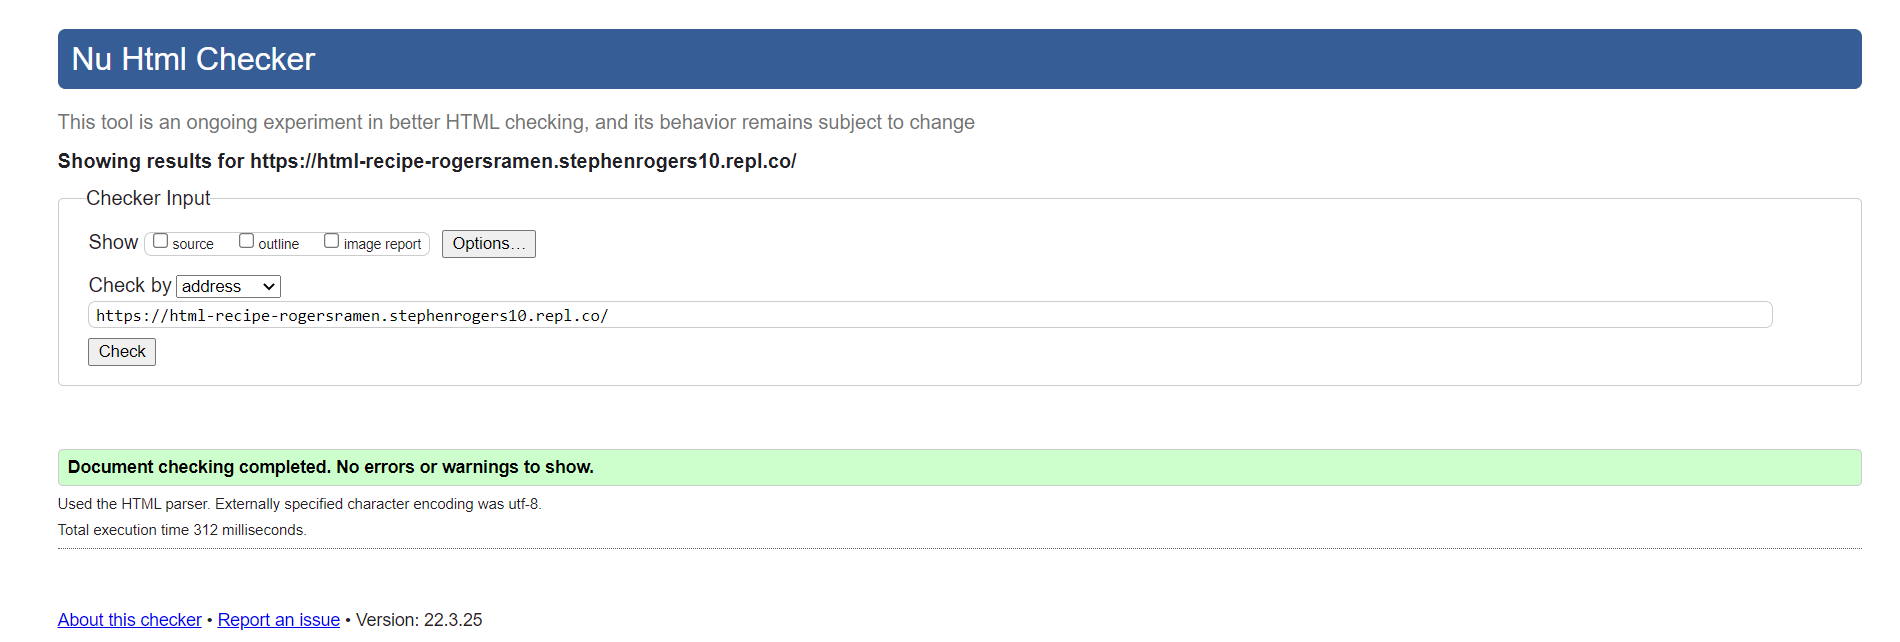 Nu Html Checker
This tool is an ongoing experiment in better HTML checking, and its behavior remains subject to change
Showing results for https://html-recipe-rogersramen.stephenrogers10.repl.co/
Checker Input
Show source outline image report Options...
Check by address
https://html-recipe-rogersramen.stephenrogers10.repl.co/
Check
Document checking completed. No errors or warnings to show.
Used the HTML parser. Externally specified character encoding was utf-8.
Total execution time 312 milliseconds.
About this checker • Report an issue • Version: 22.3.25